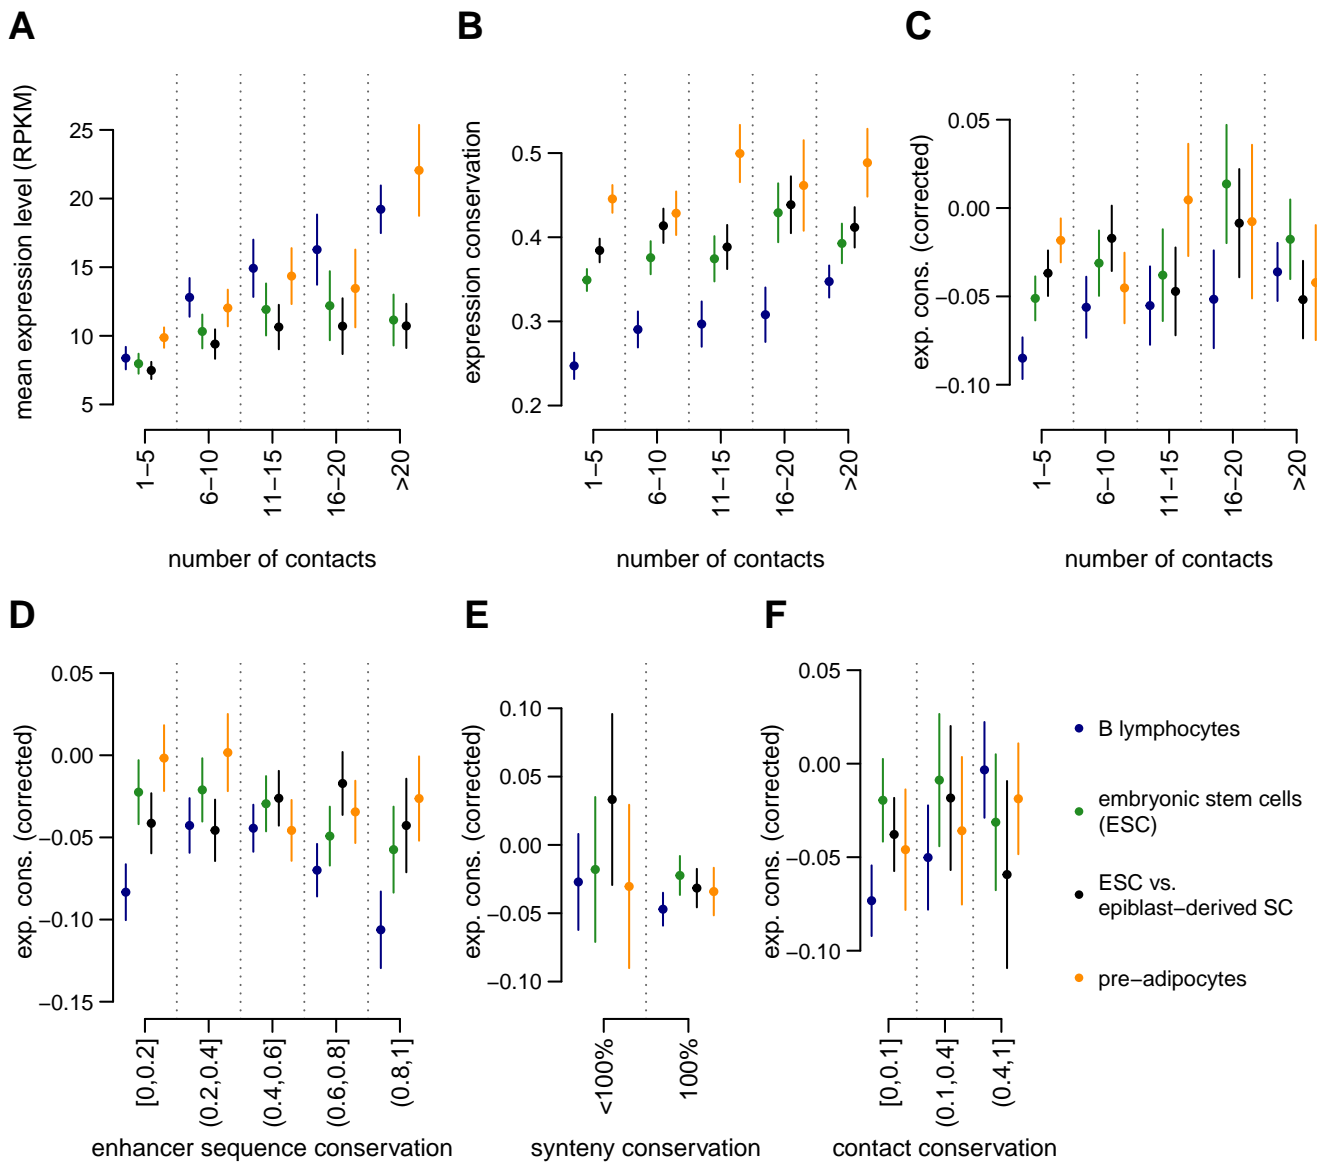 A
B
C
mean expression level (RPKM)
25
20
15
10
5
1−5
6−10
11−15
16−20
>20
number of contacts
expression conservation
0.5
0.4
0.3
0.2
1−5
6−10
11−15
16−20
>20
number of contacts
exp. cons. (corrected)
0.05
0.00
−0.05
−0.10
1−5
6−10
11−15
16−20
>20
number of contacts
D
E
F
exp. cons. (corrected)
0.05
0.00
−0.05
−0.10
−0.15
[0,0.2]
(0.2,0.4]
(0.4,0.6]
(0.6,0.8]
(0.8,1]
enhancer sequence conservation
exp. cons. (corrected)
0.10
0.05
0.00
−0.05
−0.10
<100%
100%
synteny conservation
exp. cons. (corrected)
0.05
0.00
−0.05
−0.10
[0,0.1]
(0.1,0.4]
(0.4,1]
contact conservation
B lymphocytes
embryonic stem cells
(ESC)
ESC vs.
epiblast−derived SC
pre−adipocytes